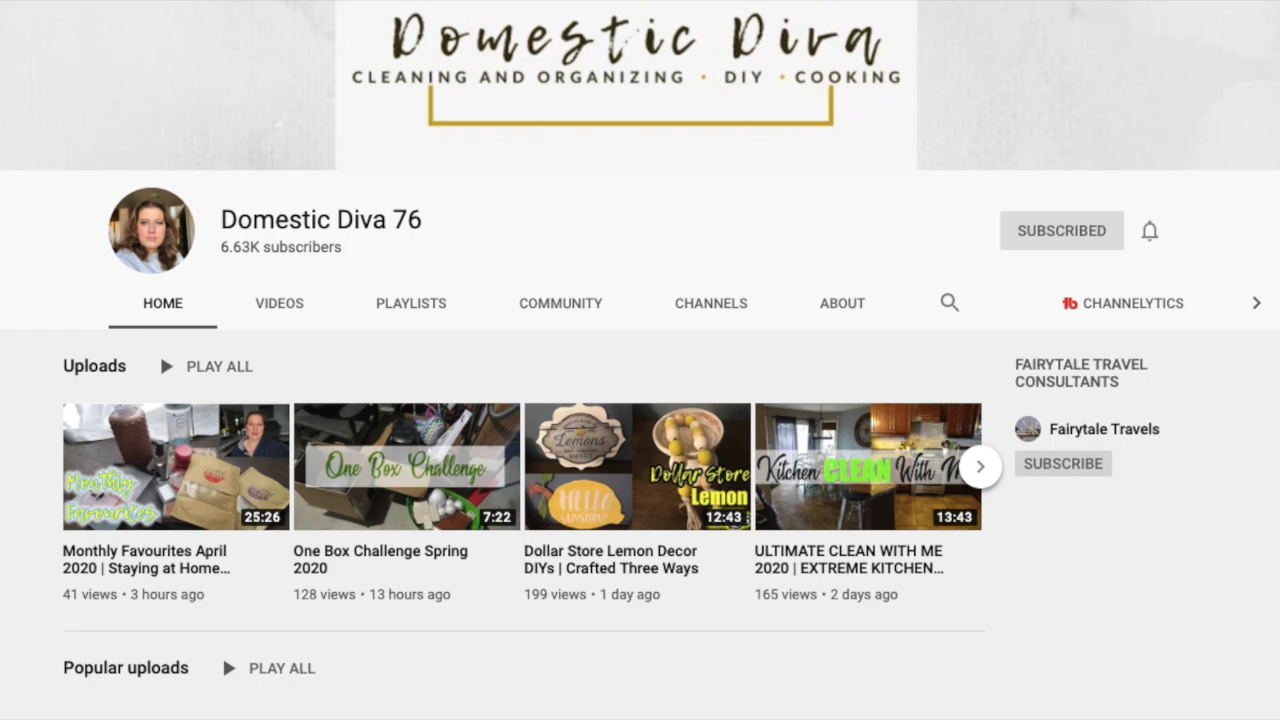 Domestic Diva
CLEANING AND ORGANIZING • DIY • COOKING
Domestic Diva 76
6.63K subscribers
SUBSCRIBED
HOME
VIDEOS
PLAYLISTS
COMMUNITY
CHANNELS
ABOUT
CHANNELYTICS
Uploads
PLAY ALL
FAIRYTALE TRAVEL
CONSULTANTS
Fairytale Travels
SUBSCRIBE
Monthly
Favourites
25:26
One Box Challenge
7:22
Lemons
HELLO
SUNSHINE
Dollar Store
Lemon
12:43
Kitchen CLEAN With
13:43
Monthly Favourites April
2020 | Staying at Home...
41 views • 3 hours ago
One Box Challenge Spring
2020
128 views • 13 hours ago
Dollar Store Lemon Decor
DIYs | Crafted Three Ways
199 views • 1 day ago
ULTIMATE CLEAN WITH ME
2020 | EXTREME KITCHEN...
165 views • 2 days ago
Popular uploads
PLAY ALL